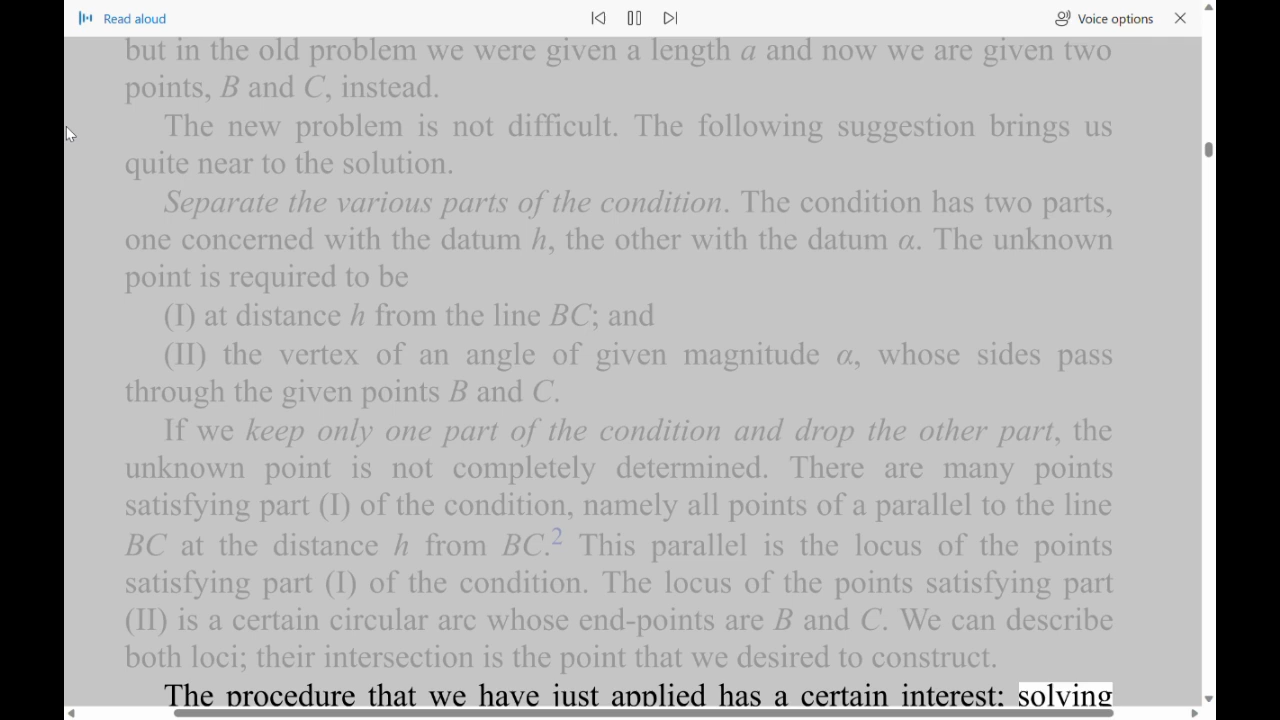 Read aloud
Voice options
but in the old problem we were given a length a and now we are given two
points, B and C, instead.
The new problem is not difficult. The following suggestion brings us
quite near to the solution.
Separate the various parts of the condition. The condition has two parts,
one concerned with the datum h, the other with the datum α. The unknown
point is required to be
(I) at distance h from the line BC; and
(II) the vertex of an angle of given magnitude α, whose sides pass
through the given points B and C.
If we keep only one part of the condition and drop the other part, the
unknown point is not completely determined. There are many points
satisfying part (I) of the condition, namely all points of a parallel to the line
BC at the distance h from BC.2 This parallel is the locus of the points
satisfying part (I) of the condition. The locus of the points satisfying part
(II) is a certain circular arc whose end-points are B and C. We can describe
both loci; their intersection is the point that we desired to construct.
The procedure that we have just applied has a certain interest; solving